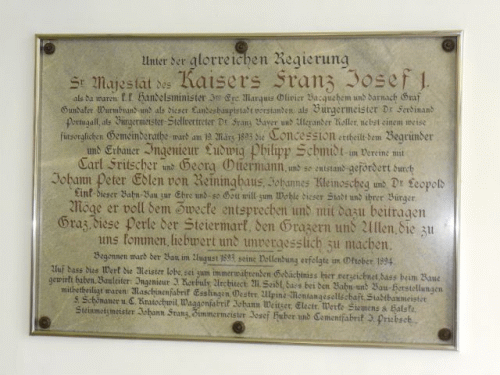 Unter der glorreichen Regierung
Sr. Majestät des Kaisers Franz Josef I.
als da waren k.k. Handelsminister Ihre Exc. Marquis Olivier Bacquehem und darnach Graf
Gundaker Wurmbrand und als dieser Landeshauptstadt vorstanden, als Bürgermeister Dr. Ferdinand
Portugall, als Bürgermeister-Stellvertreter Dr. Franz Bayer und Alexander Koller, nebst einem weise
fürsorglichen Gemeinderathe ward am 18. März 1893 die Concession ertheilt dem Begründer
und Erbauer Ingenieur Ludwig Philipp Schmidt im Vereine mit
Carl Fritscher und Georg Quermann, und so entstand gefördert durch
Johann Peter Edlen von Reininghaus, Johannes Kleinoscheg und Dr. Leopold
Link dieser Bahn-Bau zur Ehre und so Gott will zum Wohle dieser Stadt und ihrer Bürger.
Möge er voll dem Zwecke entsprechen und mit dazu beitragen
Graz, diese Perle der Steiermark, den Grazern und Allen, die zu
uns kommen, liebwert und unvergesslich zu machen.
Begonnen ward der Bau im August 1893, seine Vollendung erfolgte im Oktober 1894.
Auf dass das Werk die Meister lobe, sei zum immerwährenden Gedächtniss hier verzeichnet, dass beim Baue
gewirkt haben, Bauleiter: Ingenieur J. Architect M. Seidl, dass bei den Bahn und Bau-Herstellungen
mitbetheiligt waren: Maschinenfabrik Esslingen, Oestr. Alpine-Montangesellschaft, Stadtbaumeister
S. Schönauer u. C. Kratochwil, Waggonfabrik Johann Weitzer, Electr. Werke Siemens & Halske,
Steinmetzmeister Johann Franz, Zimmermeister Josef Huber und Cementfabrik J.